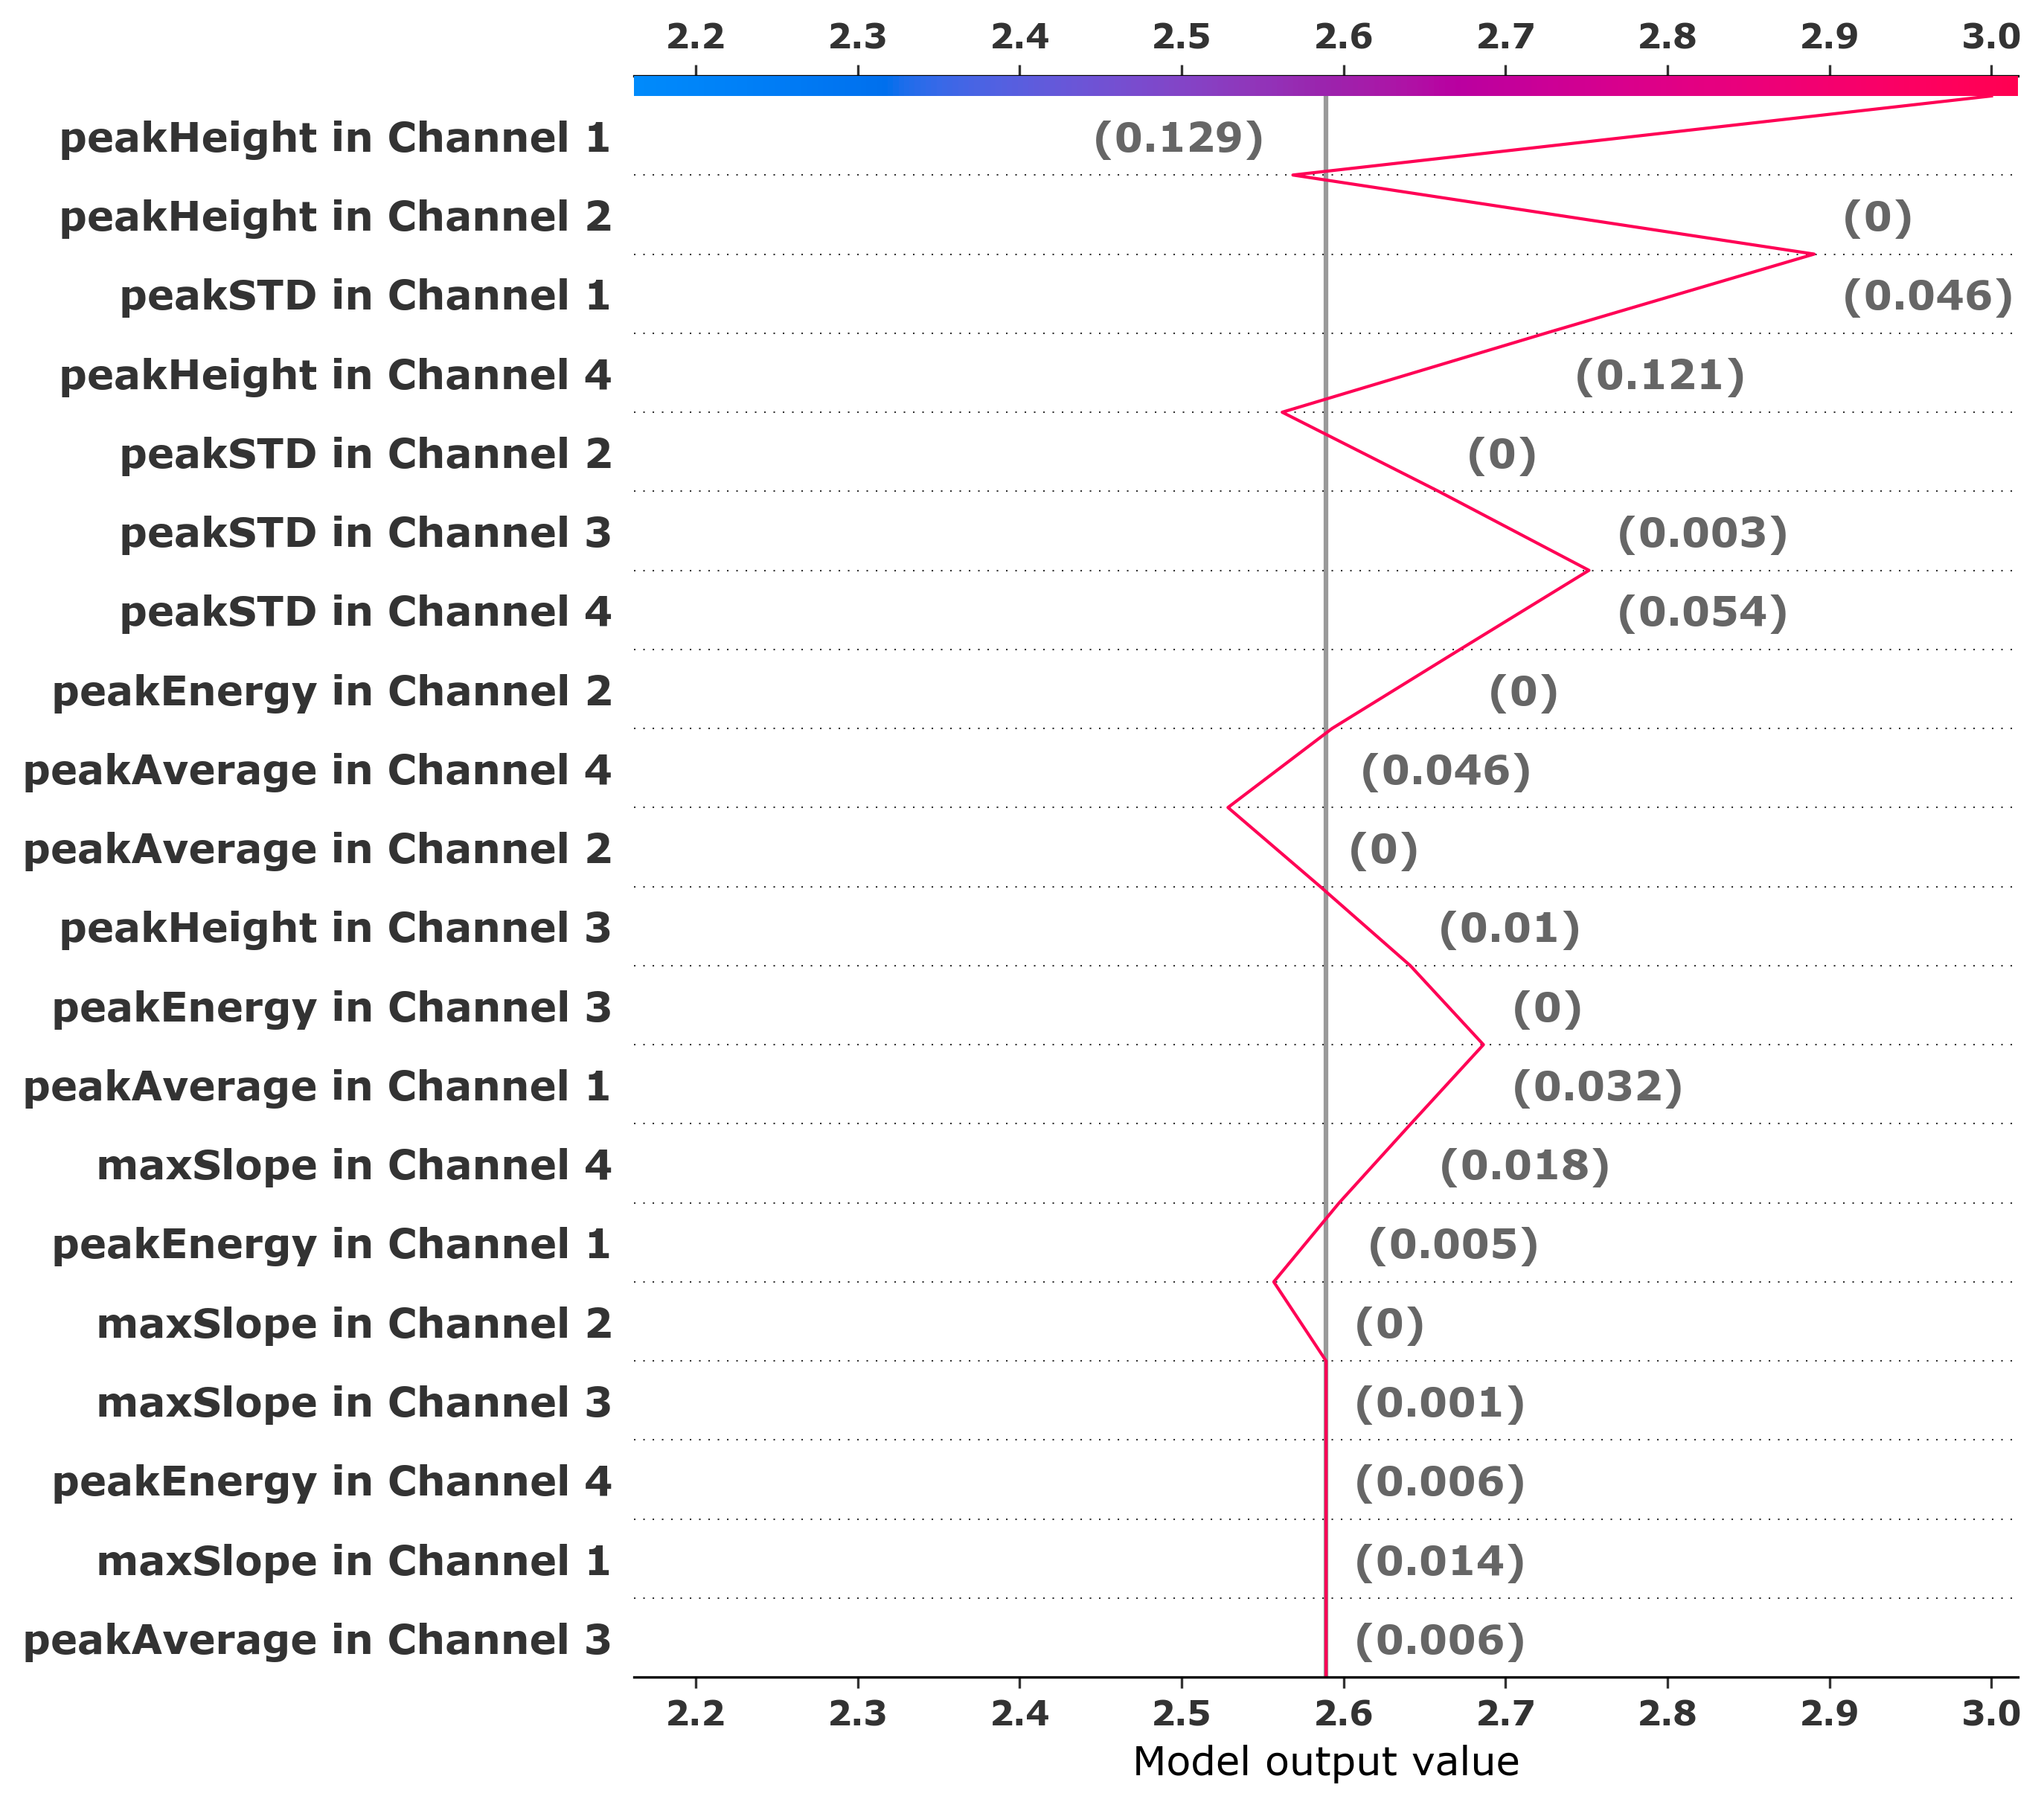 2.2 2.3 2.4 2.5 2.6 2.7 2.8 2.9 3.0
peakHeight in Channel 1 (0.129)
peakHeight in Channel 2 (0)
peakSTD in Channel 1 (0.046)
peakHeight in Channel 4 (0.121)
peakSTD in Channel 2 (0)
peakSTD in Channel 3 (0.003)
peakSTD in Channel 4 (0.054)
peakEnergy in Channel 2 (0)
peakAverage in Channel 4 (0.046)
peakAverage in Channel 2 (0)
peakHeight in Channel 3 (0.01)
peakEnergy in Channel 3 (0)
peakAverage in Channel 1 (0.032)
maxSlope in Channel 4 (0.018)
peakEnergy in Channel 1 (0.005)
maxSlope in Channel 2 (0)
maxSlope in Channel 3 (0.001)
peakEnergy in Channel 4 (0.006)
maxSlope in Channel 1 (0.014)
peakAverage in Channel 3 (0.006)
2.2 2.3 2.4 2.5 2.6 2.7 2.8 2.9 3.0
Model output value